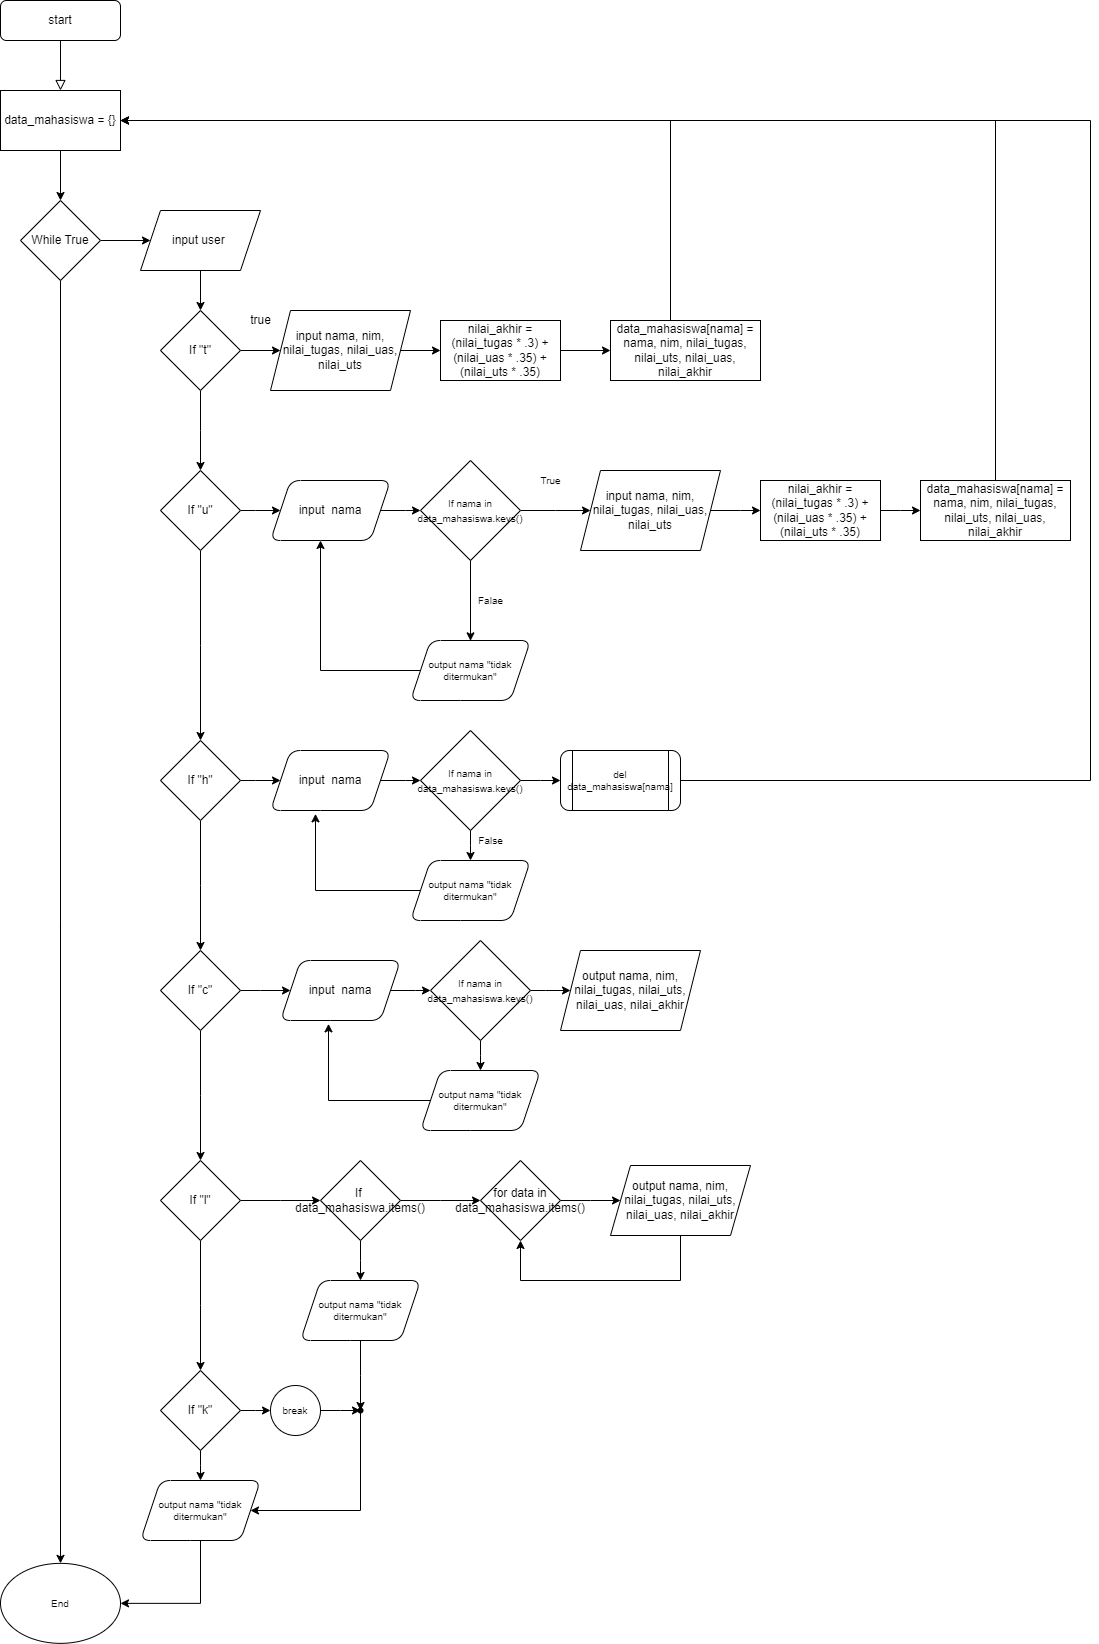 start
data_mahasiswa = {}
While True
input user
true
If "t"
input nama, nim,
nilai_tugas, nilai_uas,
nilai_uts
nilai_akhir =
(nilai_tugas * .3) +
(nilai_uas * .35) +
(nilai_uts * .35)
data_mahasiswa[nama] =
nama, nim, nilai_tugas,
nilai_uts, nilai_uas,
nilai_akhir
If "u"
input  nama
If nama in
data_mahasiswa.keys()
True
input nama, nim,
nilai_tugas, nilai_uas,
nilai_uts
nilai_akhir =
(nilai_tugas * .3) +
(nilai_uas * .35) +
(nilai_uts * .35)
data_mahasiswa[nama] =
nama, nim, nilai_tugas,
nilai_uts, nilai_uas,
nilai_akhir
Falae
output nama "tidak
ditermukan"
If "h"
input  nama
If nama in
data_mahasiswa.keys()
del
data_mahasiswa[nama]
False
output nama "tidak
ditermukan"
If "c"
input  nama
If nama in
data_mahasiswa.keys()
output nama, nim,
nilai_tugas, nilai_uts,
nilai_uas, nilai_akhir
output nama "tidak
ditermukan"
If "l"
If
data_mahasiswa.items()
for data in
data_mahasiswa.items()
output nama, nim,
nilai_tugas, nilai_uts,
nilai_uas, nilai_akhir
output nama "tidak
ditermukan"
If "k"
break
output nama "tidak
ditermukan"
End